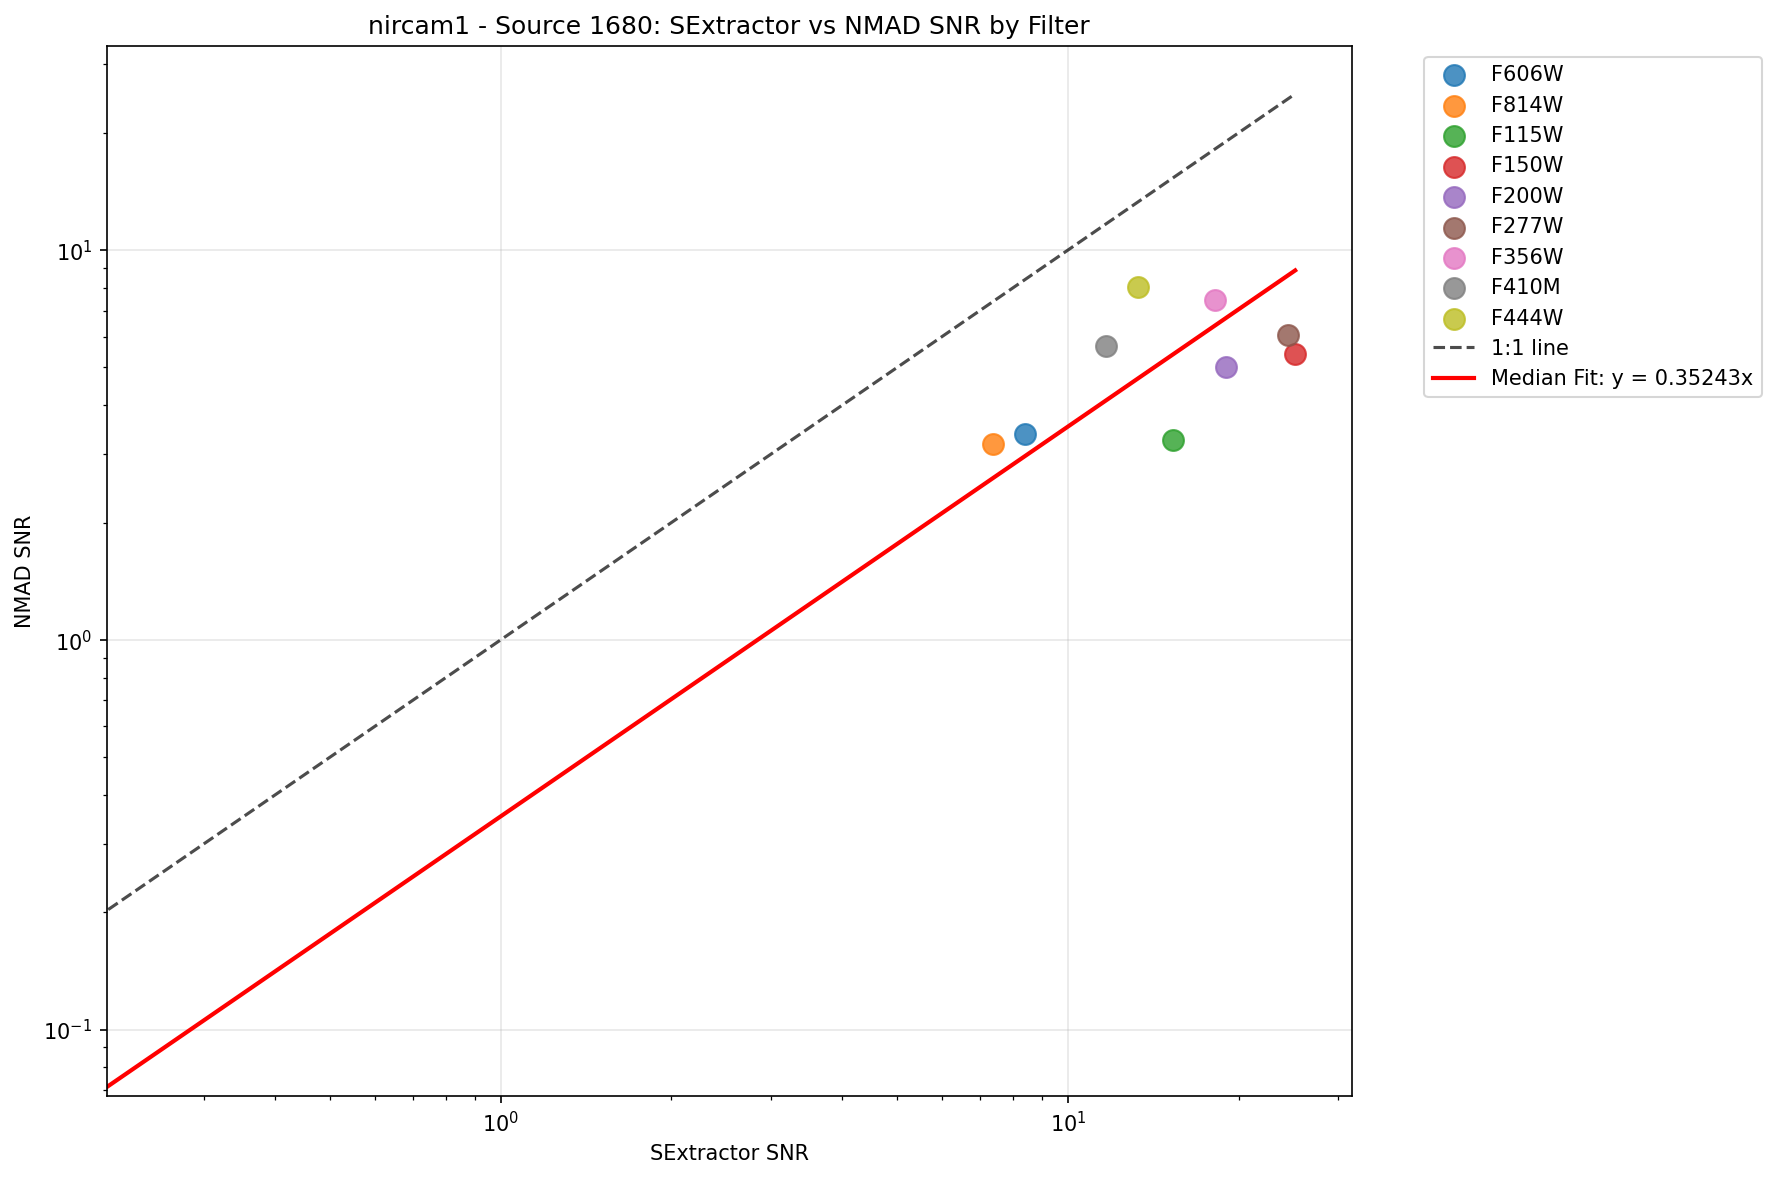 nircam1 - Source 1680: SExtractor vs NMAD SNR by Filter
F606W
F814W
F115W
F150W
F200W
F277W
F356W
F410M
F444W
1:1 line
Median Fit: y = 0.35243x
NMAD SNR
10¹
10⁰
10⁻¹
10⁰
10¹
SExtractor SNR